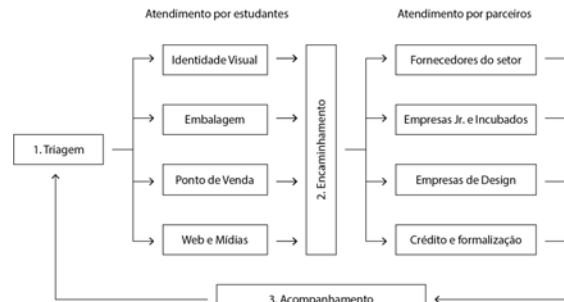 Atendimento por estudantes
Atendimento por parceiros
1. Triagem
Identidade Visual
Embalagem
Ponto de Venda
Web e Mídias
2. Encaminhamento
Fornecedores do setor
Empresas Jr. e Incubados
Empresas de Design
Crédito e formalização
3. Acompanhamento